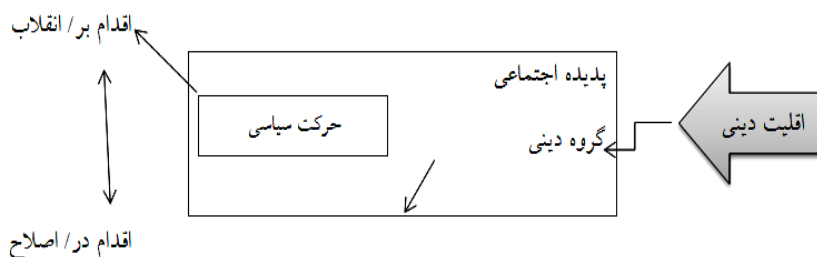 اقدام بر/ انقلاب
پدیده اجتماعی
اقلیت دینی
حرکت سیاسی
گروه دینی
اقدام در/ اصلاح